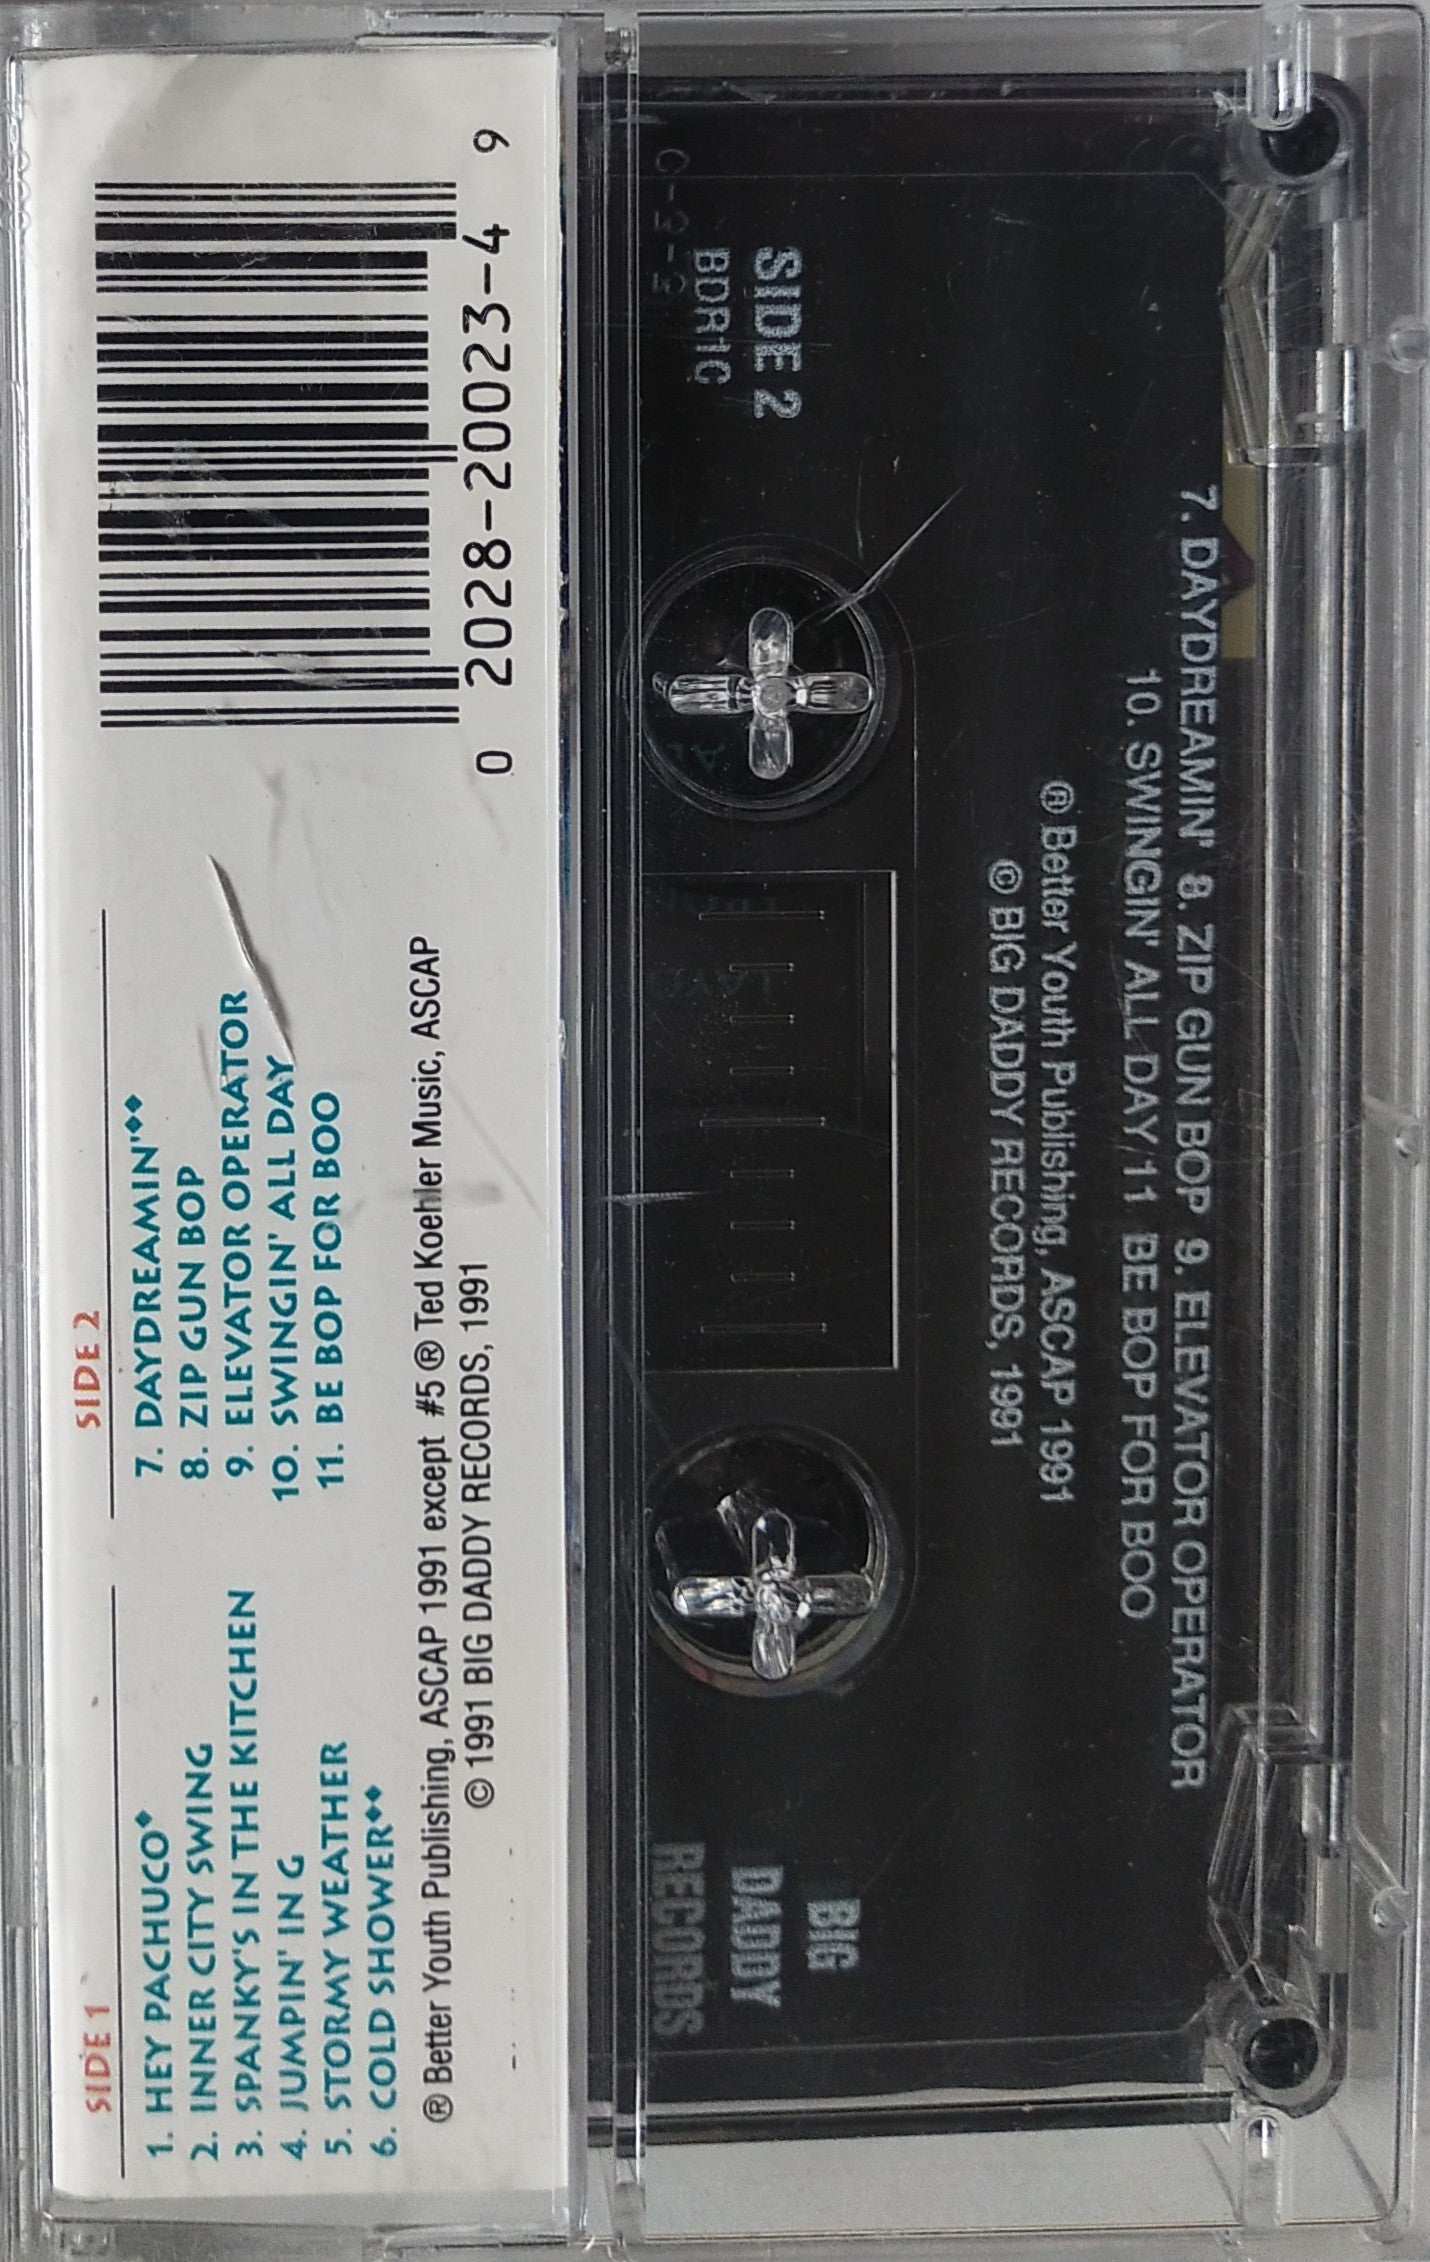 SIDE 1
1. HEY PACHUCO◆
2. INNER CITY SWING
3. SPANKY'S IN THE KITCHEN
4. JUMPIN' IN G
5. STORMY WEATHER
6. COLD SHOWER◆◆
SIDE 2
7. DAYDREAMIN'◆◆
8. ZIP GUN BOP
9. ELEVATOR OPERATOR
10. SWINGIN' ALL DAY
11. BE BOP FOR BOO
® Better Youth Publishing, ASCAP 1991 except #5 ® Ted Koehler Music, ASCAP
© 1991 BIG DADDY RECORDS, 1991
0 2028-20023-4 9
7. DAYDREAMIN' 8. ZIP GUN BOP 9. ELEVATOR OPERATOR
10. SWINGIN' ALL DAY 11 BE BOP FOR BOO
® Better Youth Publishing, ASCAP 1991
© BIG DADDY RECORDS, 1991
SIDE 2
BDR1C
BIG
DADDY
RECORDS